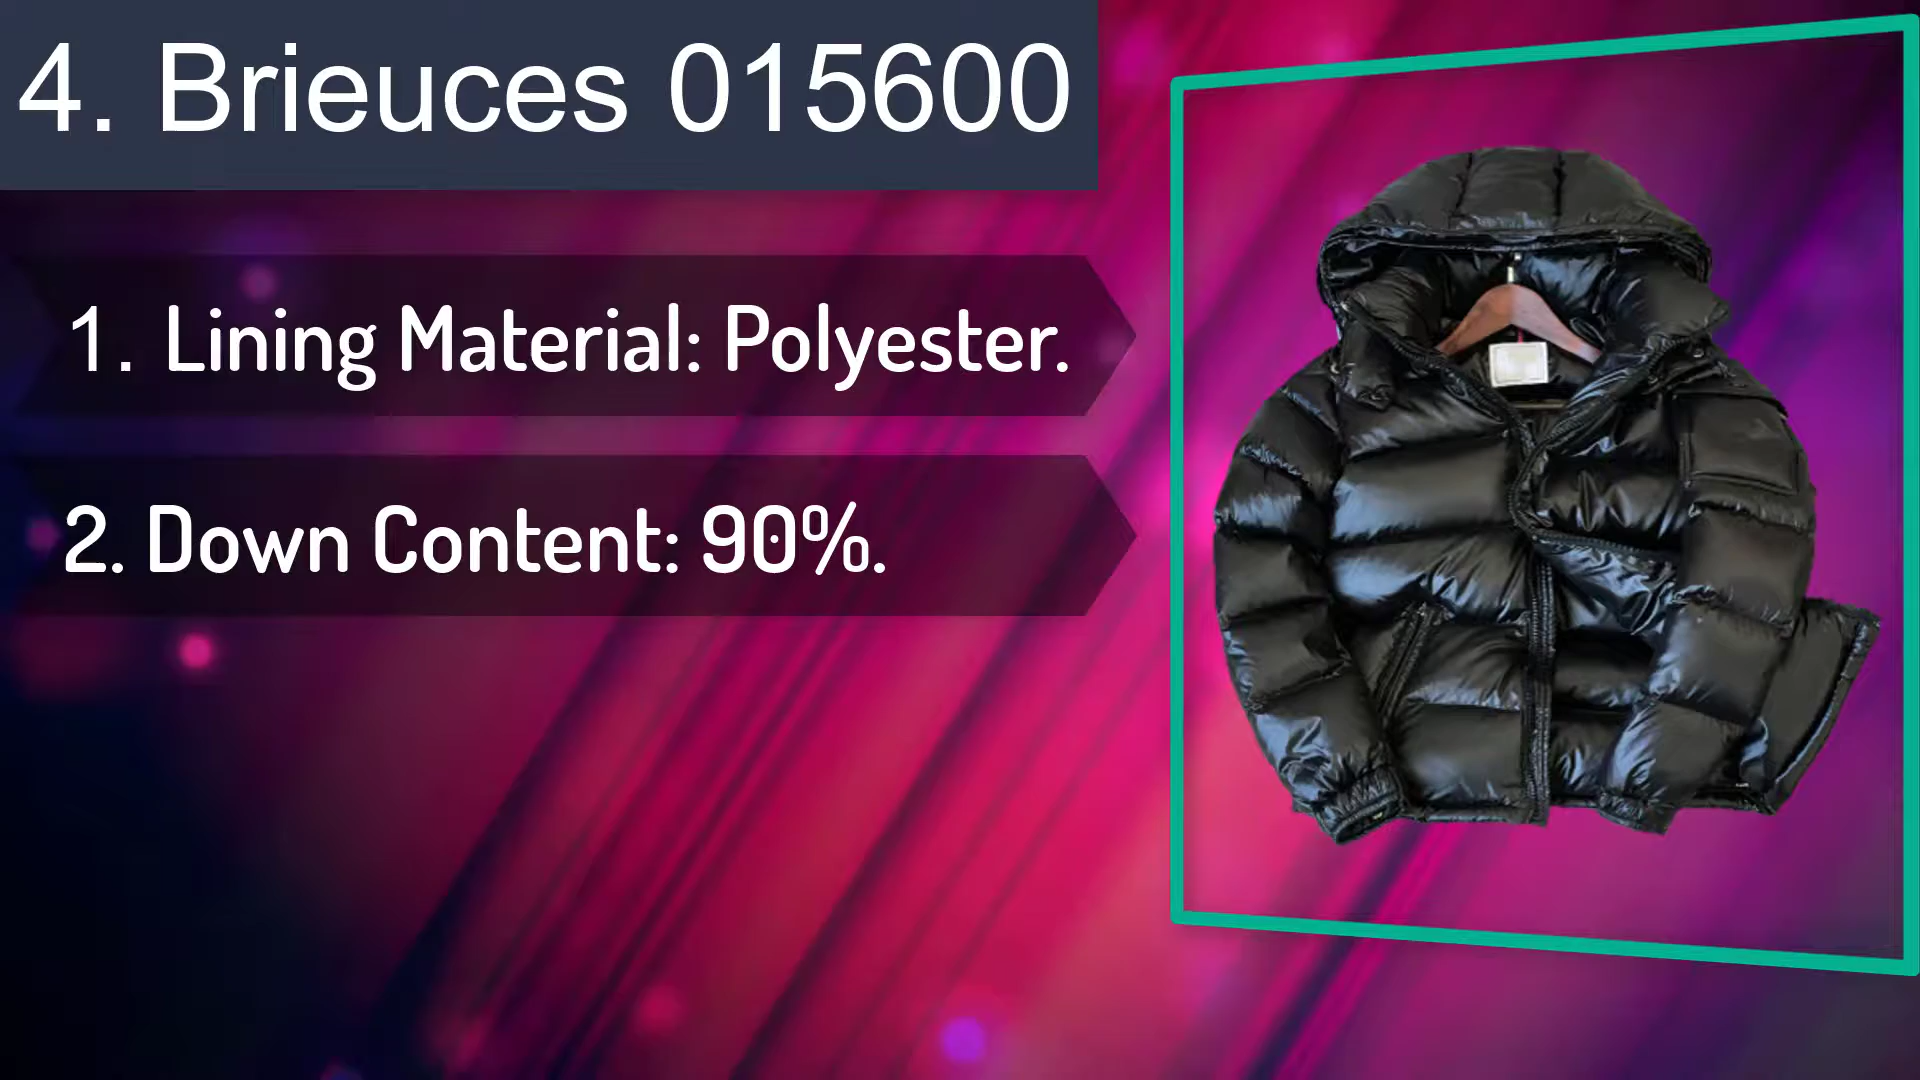 4. Brieuces 015600
1. Lining Material: Polyester.
2. Down Content: 90%.